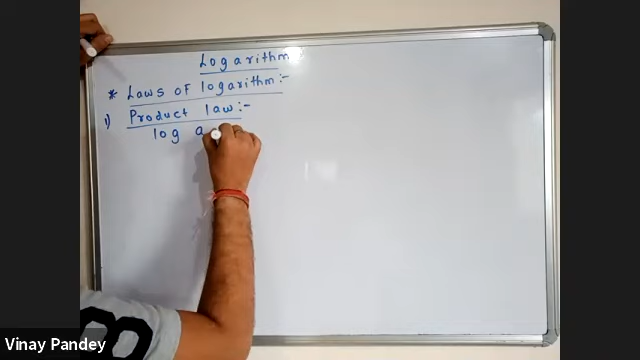 Logarithm
* Laws of logarithm:-
1) Product law:-
log a
Vinay Pandey